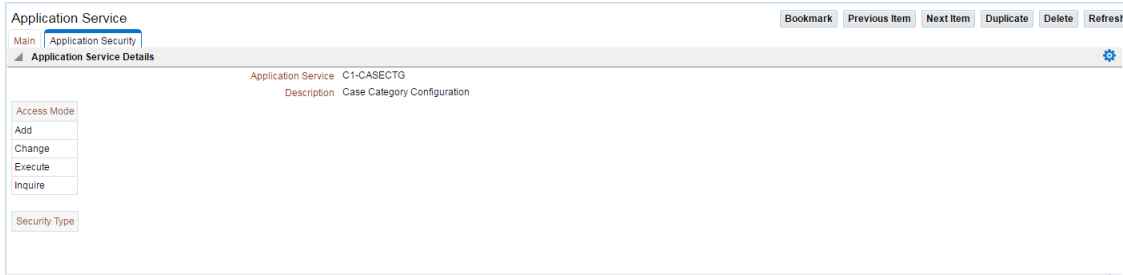 Application Service
Bookmark Previous Item Next Item Duplicate Delete Refresh
Main Application Security
Application Service Details
Application Service C1-CASECTG
Description Case Category Configuration
Access Mode
Add
Change
Execute
Inquire
Security Type